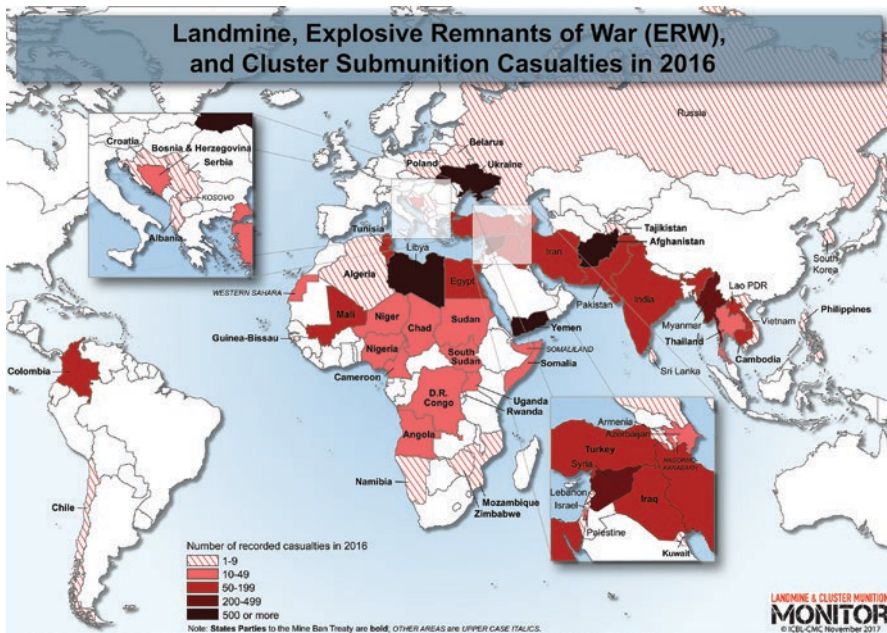 Landmine, Explosive Remnants of War (ERW),
and Cluster Submunition Casualties in 2016
Russia
Croatia
Bosnia & Herzegovina
Serbia
KOSOVO
Albania
Belarus
Poland
Ukraine
Tunisia
Libya
Algeria
Egypt
WESTERN SAHARA
Mali
Niger
Chad
Sudan
Guinea-Bissau
Nigeria
South
Sudan
Cameroon
D.R.
Congo
Uganda
Rwanda
Angola
Namibia
Mozambique
Zimbabwe
Yemen
SOMALILAND
Somalia
Iran
Tajikistan
Afghanistan
Pakistan
India
South
Korea
Lao PDR
Myanmar
Vietnam
Thailand
Philippines
Cambodia
Sri Lanka
Colombia
Chile
Armenia
Azerbaijan
Turkey
NAGORNO-
KARABAKH
Syria
Lebanon
Israel
Iraq
Palestine
Kuwait
Number of recorded casualties in 2016
1-9
10-49
50-199
200-499
500 or more
Note: States Parties to the Mine Ban Treaty are bold; OTHER AREAS are UPPER CASE ITALICS.
LANDMINE & CLUSTER MUNITION
MONITOR
© ICBL-CMC November 2017